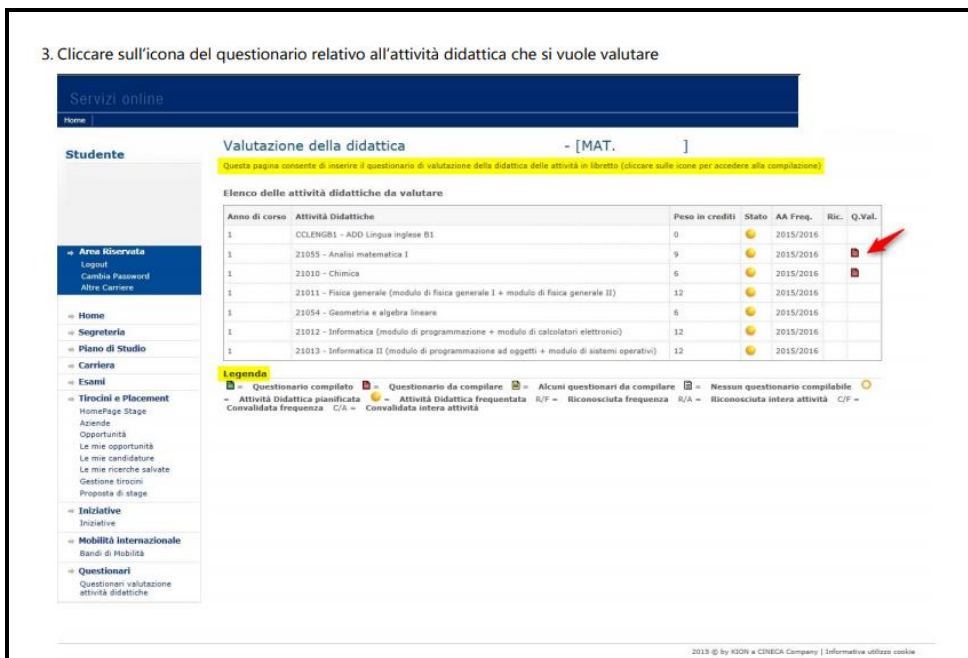 3. Cliccare sull'icona del questionario relativo all'attività didattica che si vuole valutare
Servizi online
Home
Studente
Area Riservata
Logout
Cambia Password
Altre Carriere
Home
Segreteria
Piano di Studio
Carriera
Esami
Tirocini e Placement
HomePage Stage
Aziende
Opportunità
Le mie opportunità
Le mie candidature
Le mie ricerche salvate
Gestione tirocini
Proposta di stage
Iniziative
Iniziative
Mobilità internazionale
Bandi di Mobilità
Questionari
Questionari valutazione
attività didattiche
Valutazione della didattica - [MAT. ]
Questa pagina consente di inserire il questionario di valutazione della didattica delle attività in libretto (cliccare sulle icone per accedere alla compilazione)
Elenco delle attività didattiche da valutare
Anno di corso Attività Didattiche Peso in crediti Stato AA Freq. Ric. Q.Val.
1 CCLENGB1 - ADD Lingua inglese B1 0 2015/2016
1 21055 - Analisi matematica I 9 2015/2016
1 21010 - Chimica 6 2015/2016
1 21011 - Fisica generale (modulo di fisica generale I + modulo di fisica generale II) 12 2015/2016
1 21054 - Geometria e algebra lineare 6 2015/2016
1 21012 - Informatica (modulo di programmazione + modulo di calcolatori elettronici) 12 2015/2016
1 21013 - Informatica II (modulo di programmazione ad oggetti + modulo di sistemi operativi) 12 2015/2016
Legenda
= Questionario compilato = Questionario da compilare = Alcuni questionari da compilare = Nessun questionario compilabile
= Attività Didattica pianificata = Attività Didattica frequentata R/F = Riconosciuta frequenza R/A = Riconosciuta intera attività C/F =
Convalidata frequenza C/A = Convalidata intera attività
2015 © by KION a CINECA Company | Informativa utilizzo cookie